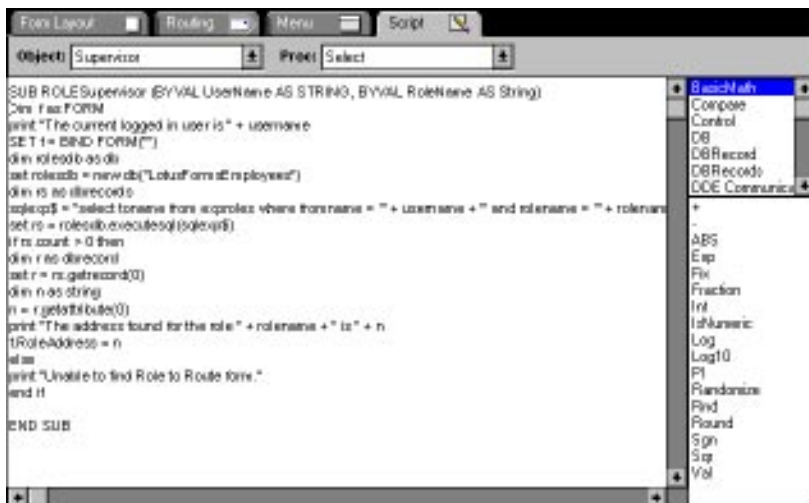 Form Layout Routing Menu Script
Object: Supervisor Proc: Select
SUB ROLESupervisor (BYVAL UserName AS STRING, BYVAL RoleName AS String)
Dim f as FORM
print "The current logged in user is" + username
SET f = BIND FORM("")
dim rolesdb as db
set rolesdb = new db("LotusFormsEmployees")
dim rs as dbrecords
sqlexp$ = "select toname from exproles where fromname = '" + username + "' and rolename = '" + rolenam
set rs = rolesdb.executesql(sqlexp$)
if rs.count > 0 then
dim r as dbrecord
set r = rs.getrecord(0)
dim n as string
n = r.getattribute(0)
print "The address found for the role " + rolename + " is " + n
f.RoleAddress = n
else
print "Unable to find Role to Route form."
end if
END SUB
BasicMath
Compare
Control
DB
DBRecord
DBRecords
DDE Communica
+
-
ABS
Exp
Fix
Fraction
Int
IsNumeric
Log
Log10
PI
Randomize
Rnd
Round
Sgn
Sqr
Val